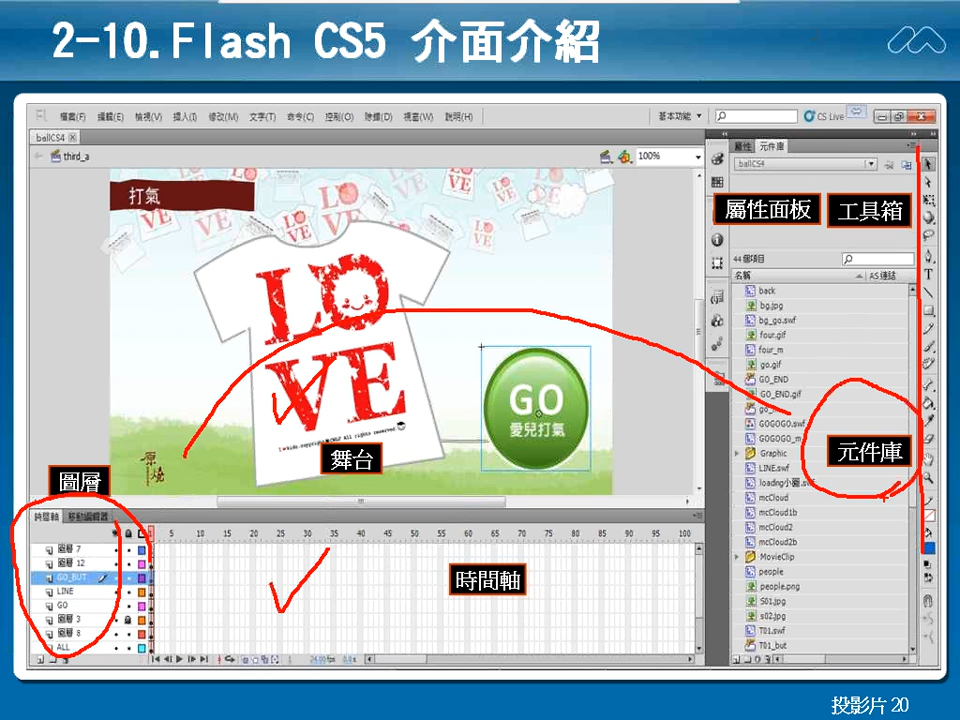 2-10.Flash CS5 介面介紹
檔案(F) 編輯(E) 檢視(V) 插入(I) 修改(M) 文字(T) 命令(C) 控制(O) 除錯(D) 視窗(W) 說明(H) 基本功能 CS Live
ballCS4
third_a 100%
屬性 元件庫
ballCS4
打氣
屬性面板 工具箱
44 個項目
名稱 AS 連結
back
bg.jpg
bg_go.swf
four.gif
four_m
go.gif
GO_END
GO_END.gif
GOGOGO.swf
GOGOGO_m
Graphic
LINE.swf
mcCloud
mcCloud1b
mcCloud2
mcCloud2b
MovieClip
people
people.png
S01.jpg
s02.jpg
T01.swf
T01_but
LOVE
GO
愛兒打氣
原燒
舞台
元件庫
圖層
時間軸 移動編輯器
5 10 15 20 25 30 35 40 45 50 55 60 65 70 75 80 85 90 95 100
圖層 7
圖層 12
GO_BUT
LINE
GO
圖層 3
圖層 8
ALL
時間軸
投影片 20